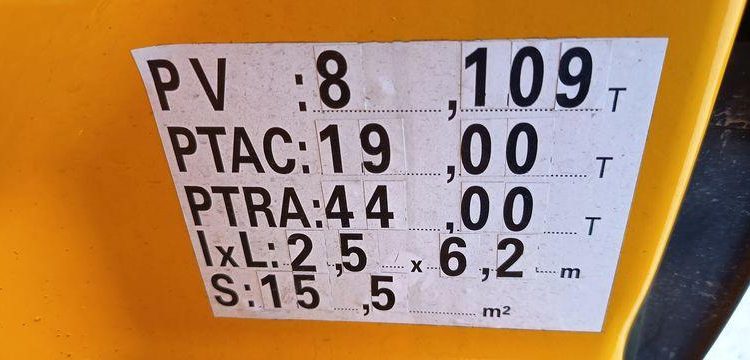 PV :8 ,109 T
PTAC:19 ,00 T
PTRA:44 ,00 T
lxL:2,5 x 6,2 m
S:15 ,5 m²